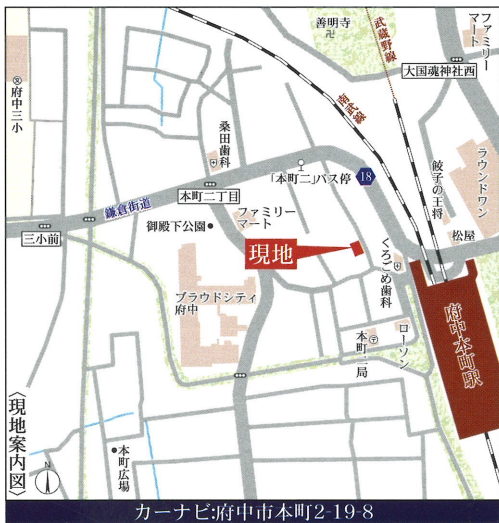 善明寺
武蔵野線
ファミリー
マート
大国魂神社西
府中三小
南武線
桑田歯科
ラウンドワン
餃子の王将
「本町二」バス停
18
本町二丁目
鎌倉街道
ファミリー
マート
御殿下公園
三小前
松屋
現地
くろごめ歯科
プラウドシティ
府中
府中本町駅
ローソン
本町二局
本町広場
〈現地案内図〉
N
カーナビ:府中市本町2-19-8